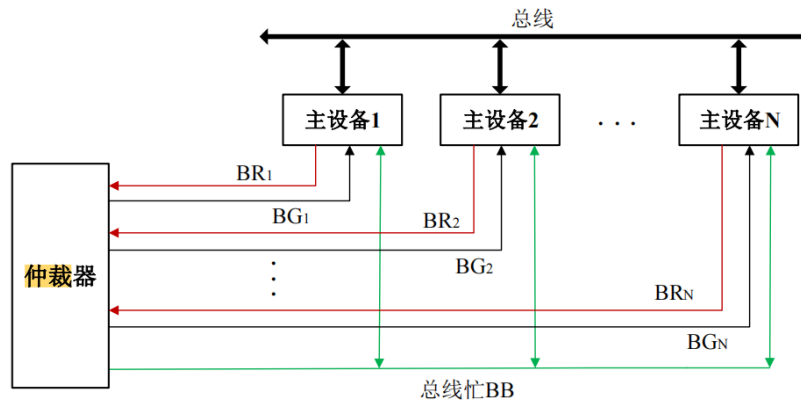 总线
主设备1
主设备2
· · ·
主设备N
BR1
BG1
BR2
BG2
仲裁器
BRN
BGN
总线忙BB